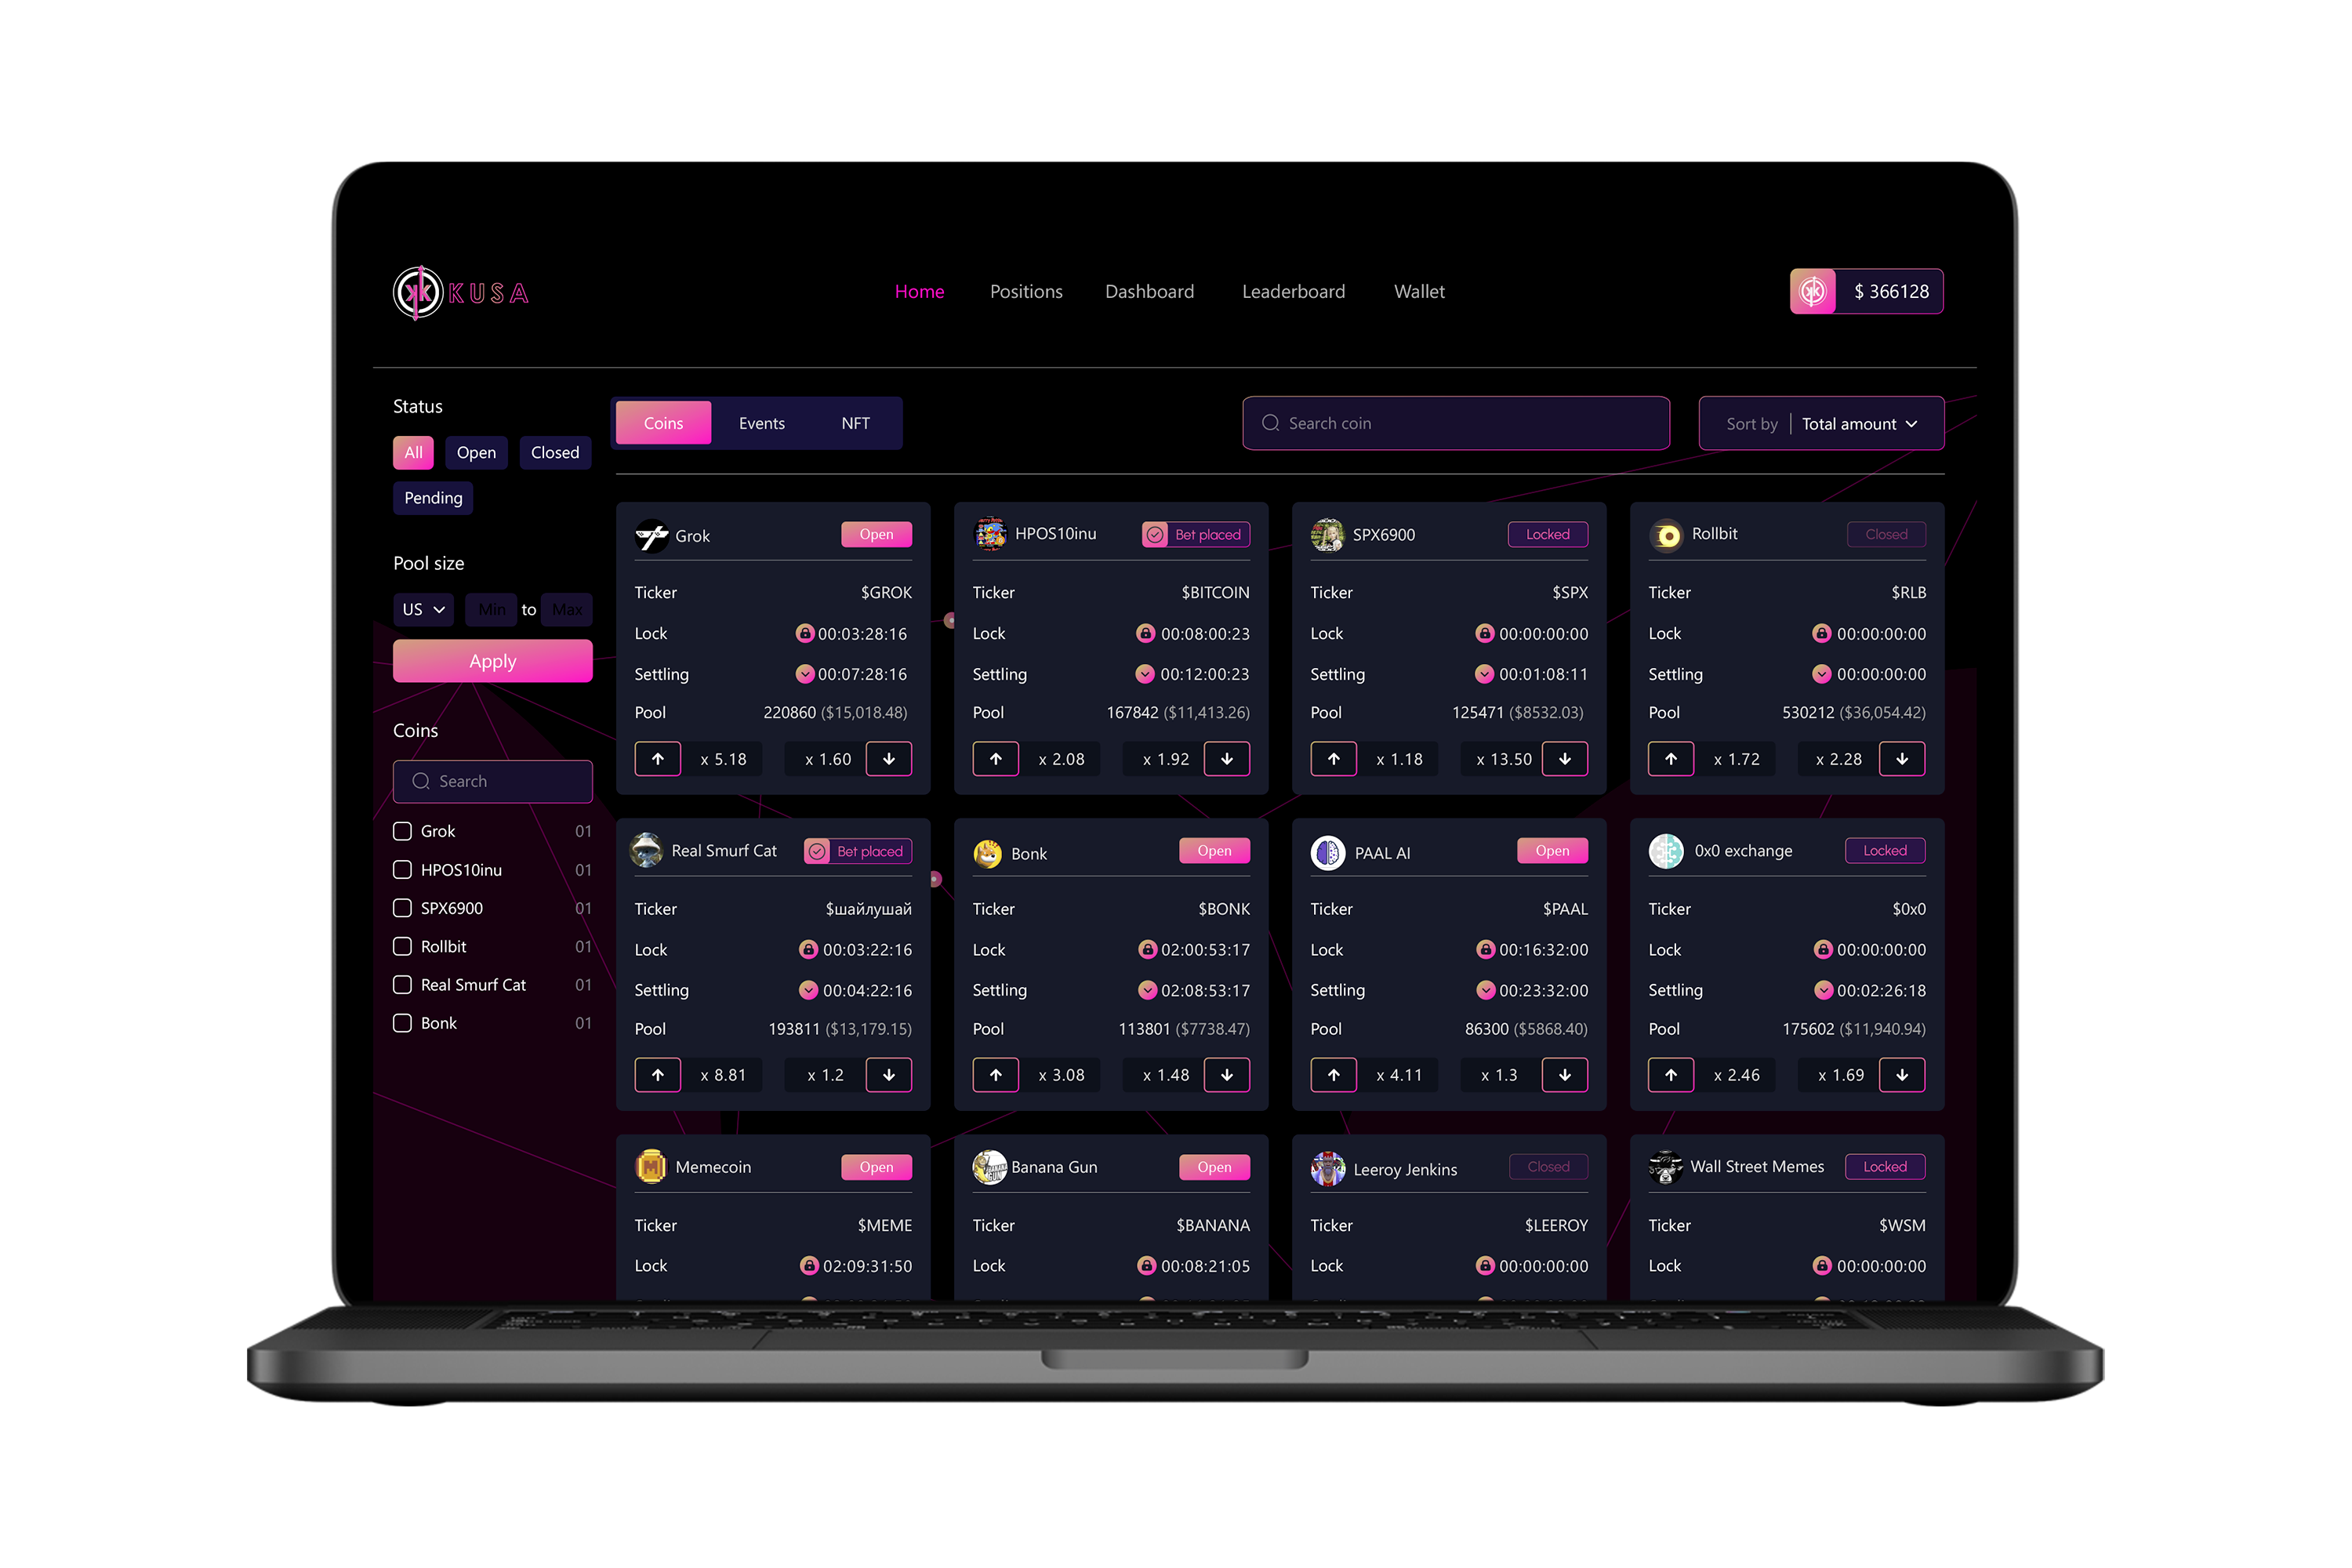 KUSA
Home Positions Dashboard Leaderboard Wallet
$ 366128
Status
All Open Closed
Pending
Pool size
US Min to Max
Apply
Coins
Search
Grok 01
HPOS10inu 01
SPX6900 01
Rollbit 01
Real Smurf Cat 01
Bonk 01
Coins Events NFT
Search coin
Sort by Total amount
Grok Open
Ticker $GROK
Lock 00:03:28:16
Settling 00:07:28:16
Pool 220860 ($15,018.48)
x 5.18 x 1.60
HPOS10inu Bet placed
Ticker $BITCOIN
Lock 00:08:00:23
Settling 00:12:00:23
Pool 167842 ($11,413.26)
x 2.08 x 1.92
SPX6900 Locked
Ticker $SPX
Lock 00:00:00:00
Settling 00:01:08:11
Pool 125471 ($8532.03)
x 1.18 x 13.50
Rollbit Closed
Ticker $RLB
Lock 00:00:00:00
Settling 00:00:00:00
Pool 530212 ($36,054.42)
x 1.72 x 2.28
Real Smurf Cat Bet placed
Ticker $шайлушай
Lock 00:03:22:16
Settling 00:04:22:16
Pool 193811 ($13,179.15)
x 8.81 x 1.2
Bonk Open
Ticker $BONK
Lock 02:00:53:17
Settling 02:08:53:17
Pool 113801 ($7738.47)
x 3.08 x 1.48
PAAL AI Open
Ticker $PAAL
Lock 00:16:32:00
Settling 00:23:32:00
Pool 86300 ($5868.40)
x 4.11 x 1.3
0x0 exchange Locked
Ticker $0x0
Lock 00:00:00:00
Settling 00:02:26:18
Pool 175602 ($11,940.94)
x 2.46 x 1.69
Memecoin Open
Ticker $MEME
Lock 02:09:31:50
Banana Gun Open
Ticker $BANANA
Lock 00:08:21:05
Leeroy Jenkins Closed
Ticker $LEEROY
Lock 00:00:00:00
Wall Street Memes Locked
Ticker $WSM
Lock 00:00:00:00